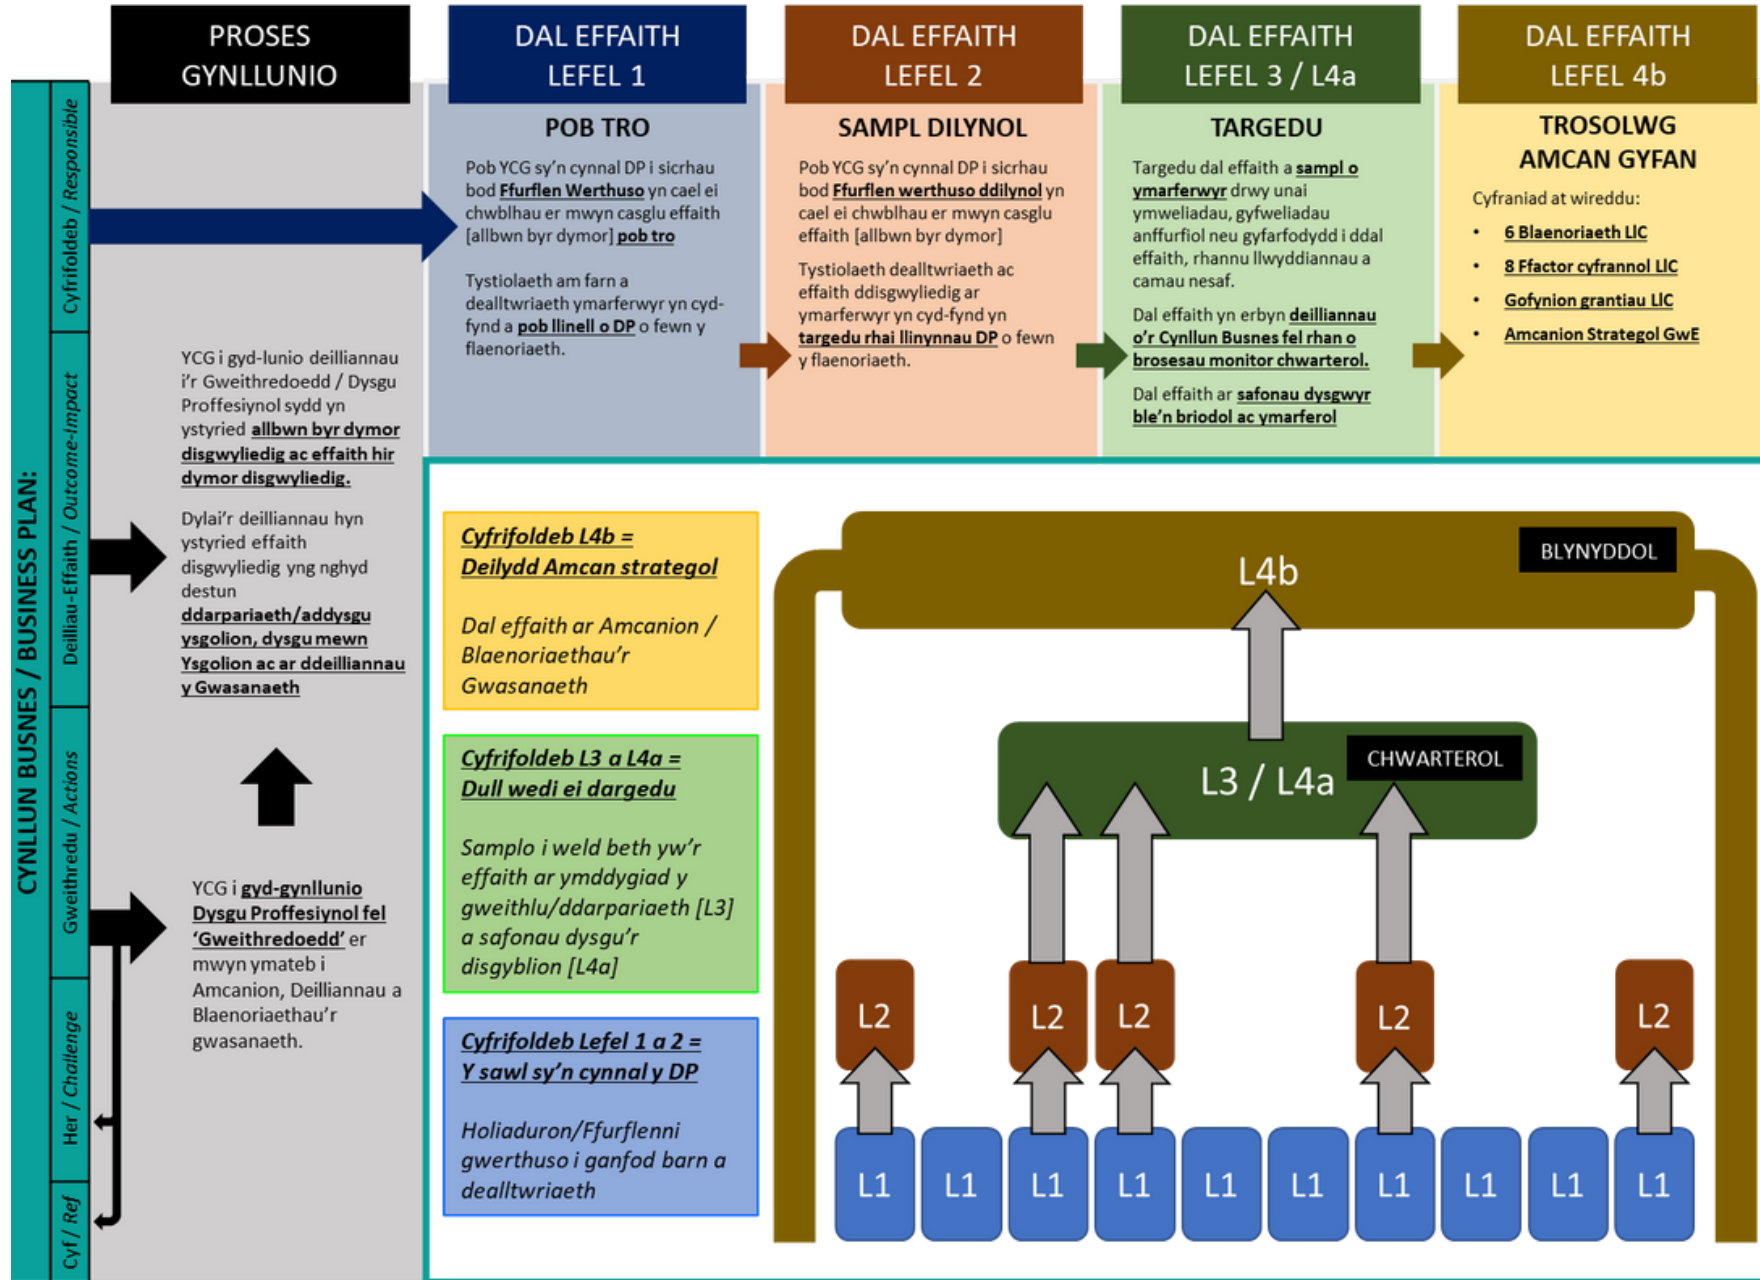 PROSES
GYNLLUNIO
DAL EFFAITH
LEFEL 1
DAL EFFAITH
LEFEL 2
DAL EFFAITH
LEFEL 3 / L4a
DAL EFFAITH
LEFEL 4b
CYNLLUN BUSNES / BUSINESS PLAN:
Cyfrifoldeb / Responsible
Deilliau-Effaith / Outcome-Impact
Gweithredu / Actions
Her / Challenge
Cyf / Ref
YCG i gyd-lunio deilliannau
i'r Gweithredoedd / Dysgu
Proffesiynol sydd yn
ystyried allbwn byr dymor
disgwyliedig ac effaith hir
dymor disgwyliedig.
Dylai'r deilliannau hyn
ystyried effaith
disgwyliedig yng nghyd
destun
ddarpariaeth/addysgu
ysgolion, dysgu mewn
Ysgolion ac ar ddeilliannau
y Gwasanaeth
YCG i gyd-gynllunio
Dysgu Proffesiynol fel
'Gweithredoedd' er
mwyn ymateb i
Amcanion, Deilliannau a
Blaenoriaethau'r
gwasanaeth.
POB TRO
Pob YCG sy'n cynnal DP i sicrhau
bod Ffurflen Werthuso yn cael ei
chwblhau er mwyn casglu effaith
[allbwn byr dymor] pob tro
Tystiolaeth am farn a
dealltwriaeth ymarferwyr yn cyd-
fynd a pob llinell o DP o fewn y
flaenoriaeth.
SAMPL DILYNOL
Pob YCG sy'n cynnal DP i sicrhau
bod Ffurflen werthuso ddilynol yn
cael ei chwblhau er mwyn casglu
effaith [allbwn byr dymor]
Tystiolaeth dealltwriaeth ac
effaith ddisgwyliedig ar
ymarferwyr yn cyd-fynd yn
targedu rhai llinynnau DP o fewn
y flaenoriaeth.
TARGEDU
Targedu dal effaith a sampl o
ymarferwyr drwy unai
ymweliadau, gyfweliadau
anffurfiol neu gyfarfodydd i ddal
effaith, rhannu llwyddiannau a
camau nesaf.
Dal effaith yn erbyn deilliannau
o'r Cynllun Busnes fel rhan o
brosesau monitor chwarterol.
Dal effaith ar safonau dysgwyr
ble'n briodol ac ymarferol
TROSOLWG
AMCAN GYFAN
Cyfraniad at wireddu:
• 6 Blaenoriaeth LlC
• 8 Ffactor cyfrannol LlC
• Gofynion grantiau LlC
• Amcanion Strategol GwE
Cyfrifoldeb L4b =
Deilydd Amcan strategol
Dal effaith ar Amcanion /
Blaenoriaethau'r
Gwasanaeth
Cyfrifoldeb L3 a L4a =
Dull wedi ei dargedu
Samplo i weld beth yw'r
effaith ar ymddygiad y
gweithlu/ddarpariaeth [L3]
a safonau dysgu'r
disgyblion [L4a]
Cyfrifoldeb Lefel 1 a 2 =
Y sawl sy'n cynnal y DP
Holiaduron/Ffurflenni
gwerthuso i ganfod barn a
dealltwriaeth
BLYNYDDOL
L4b
CHWARTEROL
L3 / L4a
L2 L2 L2 L2 L2
L1 L1 L1 L1 L1 L1 L1 L1 L1 L1